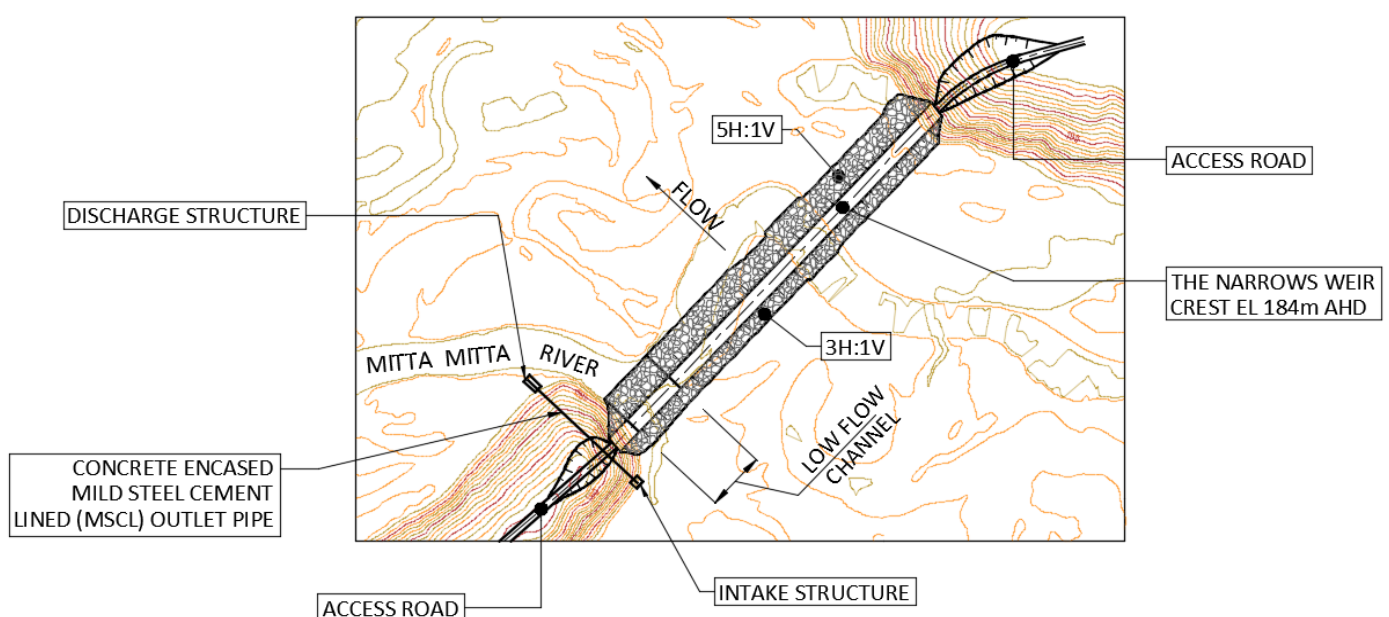 5H:1V
ACCESS ROAD
FLOW
DISCHARGE STRUCTURE
THE NARROWS WEIR
CREST EL 184m AHD
3H:1V
MITTA MITTA RIVER
LOW FLOW
CHANNEL
CONCRETE ENCASED
MILD STEEL CEMENT
LINED (MSCL) OUTLET PIPE
INTAKE STRUCTURE
ACCESS ROAD